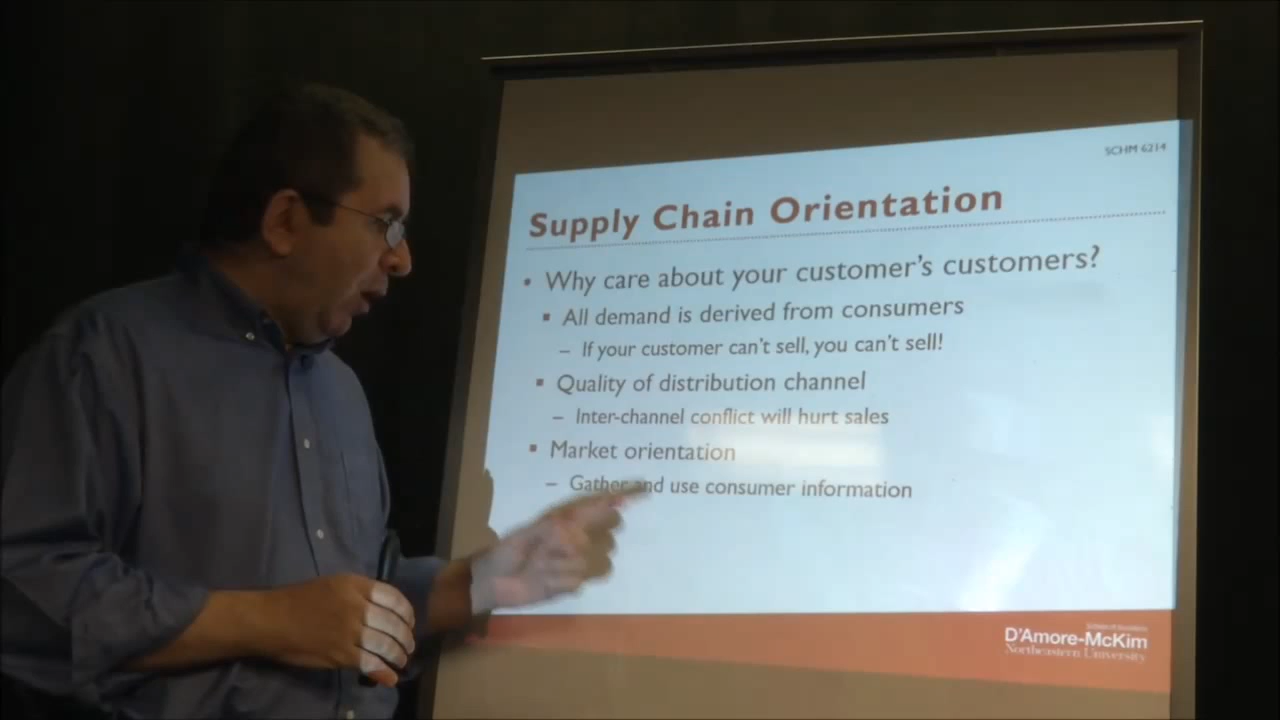 SCHM 6214
Supply Chain Orientation
• Why care about your customer's customers?
▪ All demand is derived from consumers
– If your customer can't sell, you can't sell!
▪ Quality of distribution channel
– Inter-channel conflict will hurt sales
▪ Market orientation
– Gather and use consumer information
D'Amore-McKim
Northeastern University